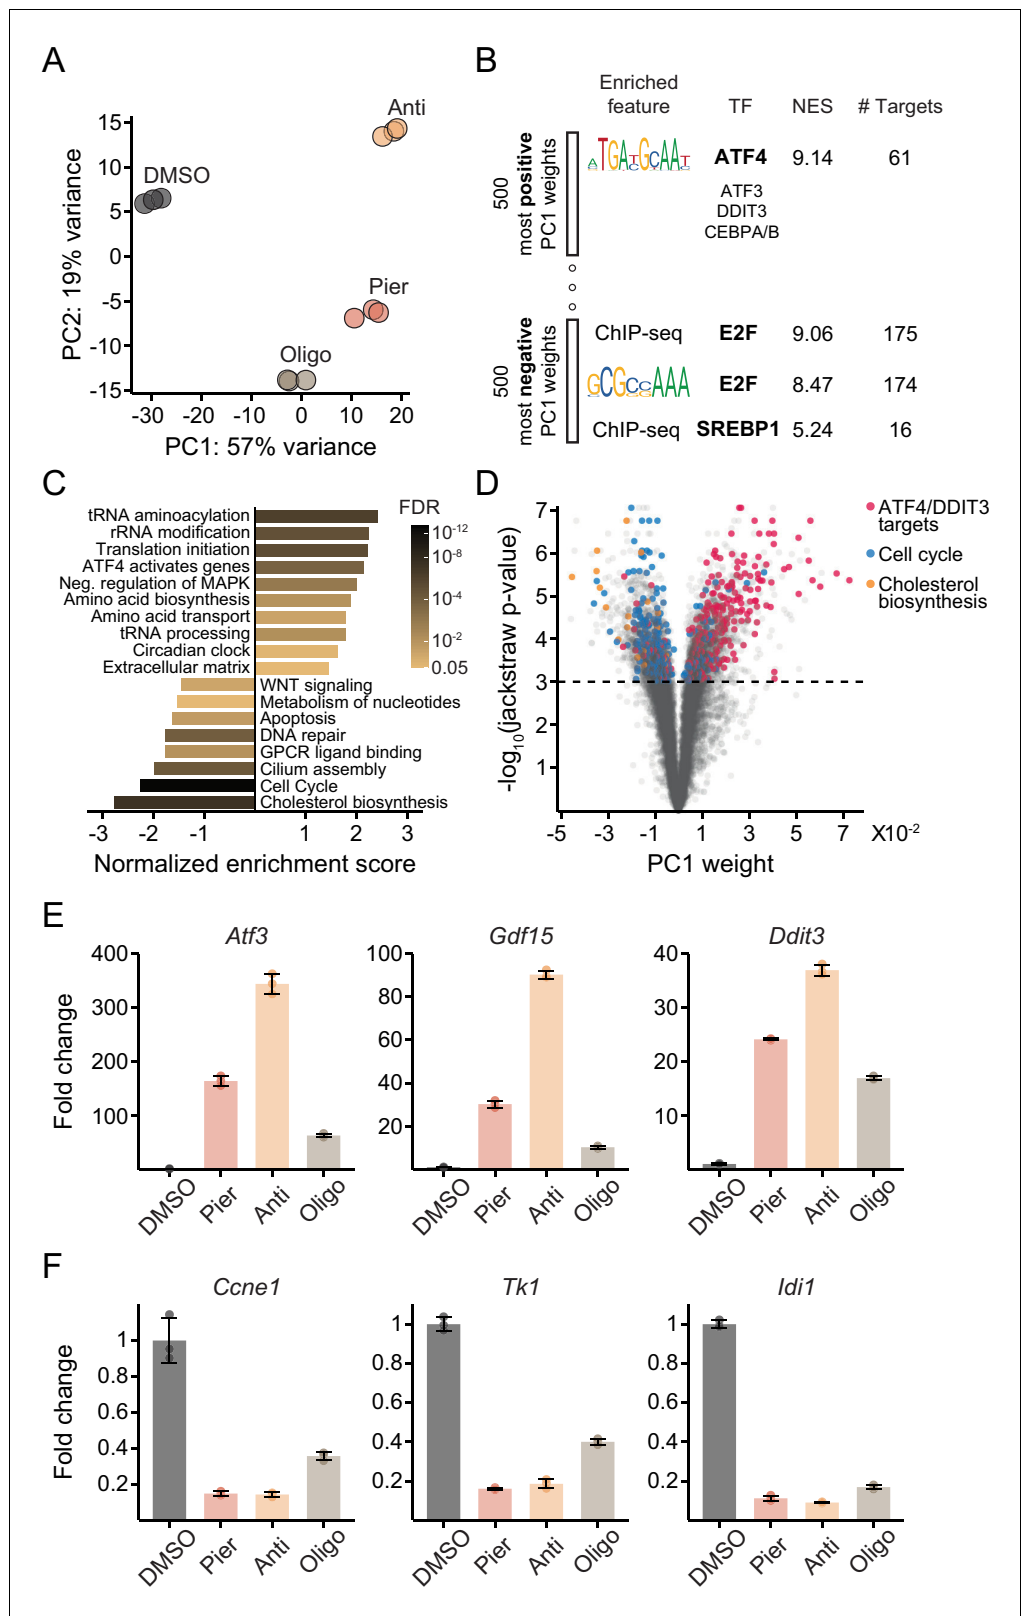 A
Anti
DMSO
Pier
Oligo
15
10
5
0
-5
-10
-15
PC2: 19% variance
-30 -20 -10 0 10 20
PC1: 57% variance
B
Enriched feature TF NES # Targets
500
most positive
PC1 weights
ATGATGCAAT ATF4 9.14 61
ATF3
DDIT3
CEBPA/B
500
most negative
PC1 weights
ChIP-seq E2F 9.06 175
GCGCCAAA E2F 8.47 174
ChIP-seq SREBP1 5.24 16
C
tRNA aminoacylation
rRNA modification
Translation initiation
ATF4 activates genes
Neg. regulation of MAPK
Amino acid biosynthesis
Amino acid transport
tRNA processing
Circadian clock
Extracellular matrix
WNT signaling
Metabolism of nucleotides
Apoptosis
DNA repair
GPCR ligand binding
Cilium assembly
Cell Cycle
Cholesterol biosynthesis
FDR
10-12
10-8
10-4
10-2
0.05
-3 -2 -1 1 2 3
Normalized enrichment score
D
7
6
5
4
3
2
1
-log10(jackstraw p-value)
-5 -3 -1 1 3 5 7 X10-2
PC1 weight
ATF4/DDIT3
targets
Cell cycle
Cholesterol
biosynthesis
E
Atf3
400
300
200
100
Fold change
DMSO Pier Anti Oligo
Gdf15
100
80
60
40
20
DMSO Pier Anti Oligo
Ddit3
40
30
20
10
DMSO Pier Anti Oligo
F
Ccne1
1
0.8
0.6
0.4
0.2
Fold change
DMSO Pier Anti Oligo
Tk1
1
0.8
0.6
0.4
0.2
DMSO Pier Anti Oligo
Idi1
1
0.8
0.6
0.4
0.2
DMSO Pier Anti Oligo